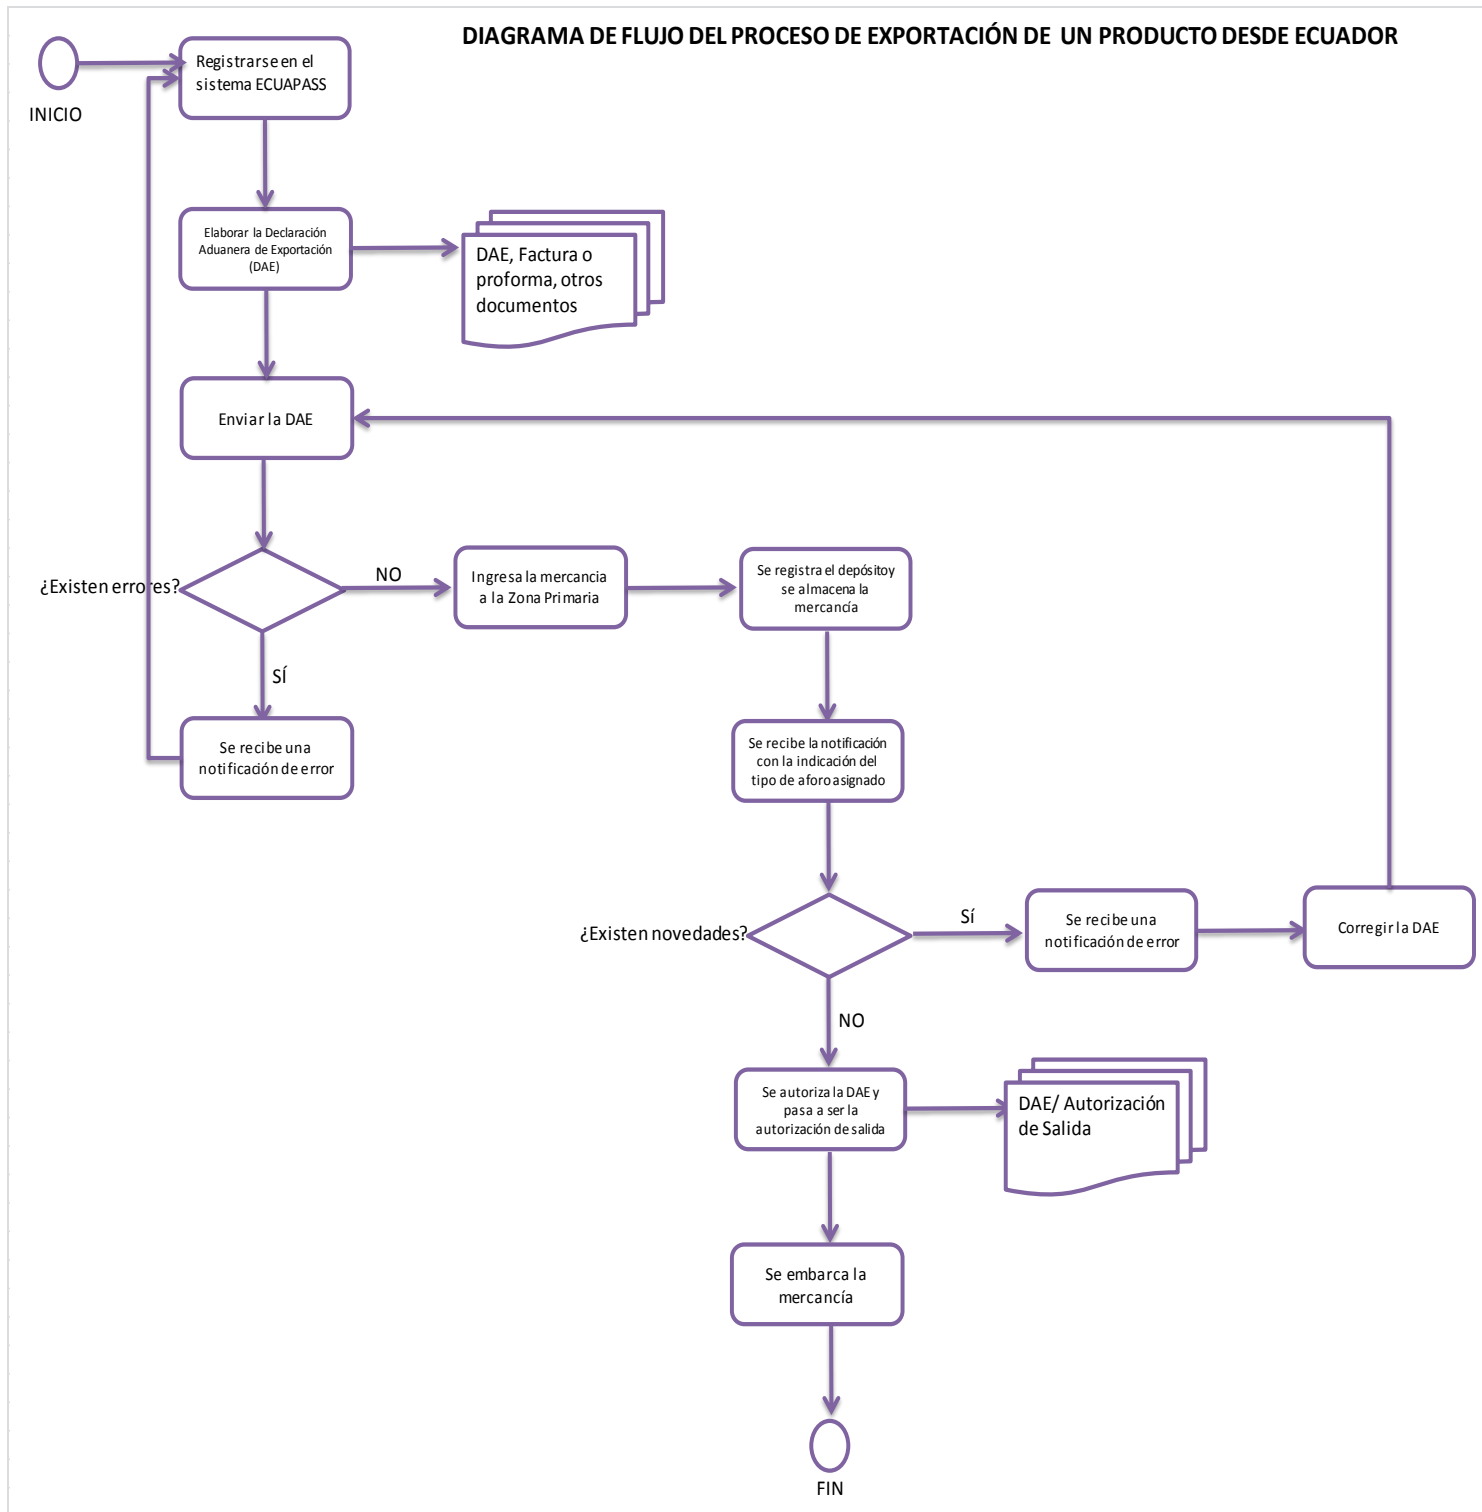 DIAGRAMA DE FLUJO DEL PROCESO DE EXPORTACIÓN DE UN PRODUCTO DESDE ECUADOR
INICIO
Registrarse en el
sistema ECUAPASS
Elaborar la Declaración
Aduanera de Exportación
(DAE)
DAE, Factura o
proforma, otros
documentos
Enviar la DAE
¿Existen errores?
NO
Ingresa la mercancia
a la Zona Primaria
Se registra el depósito y
se almacena la
mercancía
SÍ
Se recibe una
notificación de error
Se recibe la notificación
con la indicación del
tipo de aforo asignado
¿Existen novedades?
Sí
Se recibe una
notificación de error
Corregir la DAE
NO
Se autoriza la DAE y
pasa a ser la
autorización de salida
DAE/ Autorización
de Salida
Se embarca la
mercancía
FIN